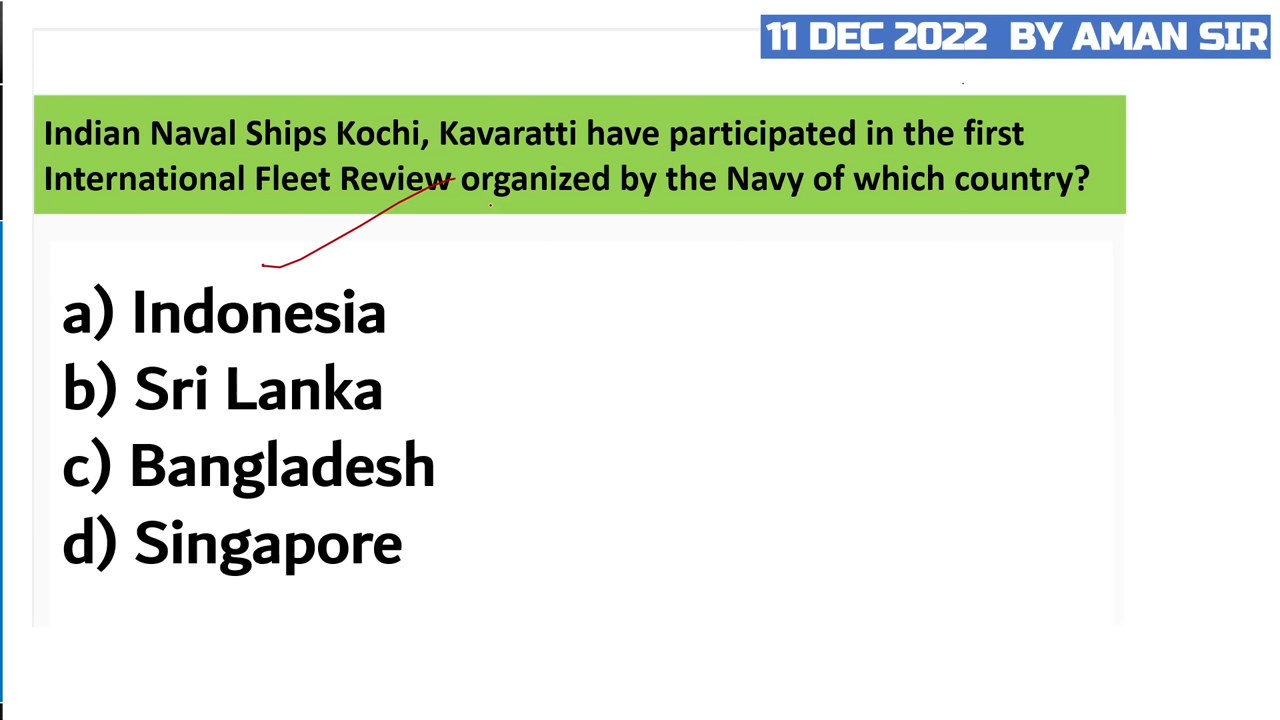 11 DEC 2022 BY AMAN SIR
Indian Naval Ships Kochi, Kavaratti have participated in the first
International Fleet Review organized by the Navy of which country?
a) Indonesia
b) Sri Lanka
c) Bangladesh
d) Singapore